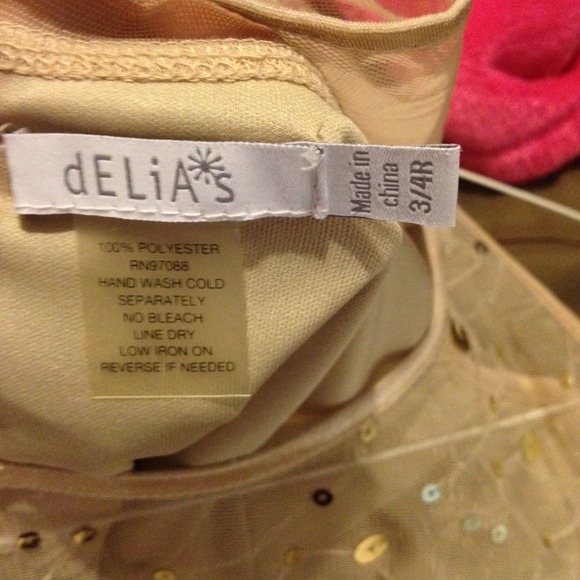 dELiA*s
Made in
china
3/4R
100% POLYESTER
RN97088
HAND WASH COLD
SEPARATELY
NO BLEACH
LINE DRY
LOW IRON ON
REVERSE IF NEEDED